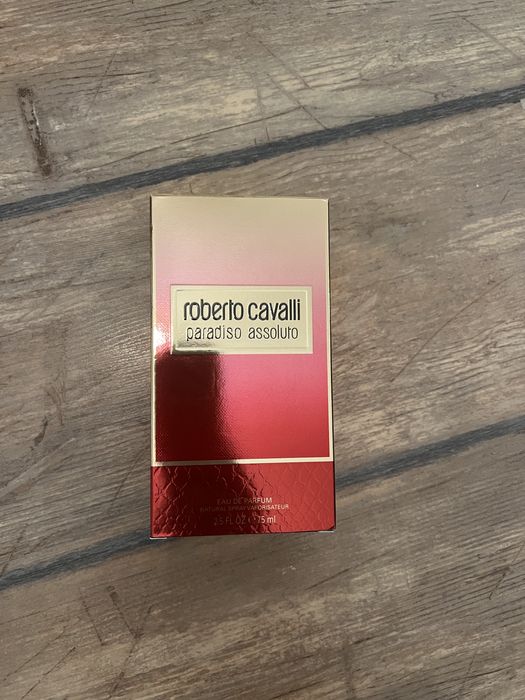 roberto cavalli
paradiso assoluto
EAU DE PARFUM
NATURAL SPRAY/VAPORISATEUR
2.5 FL OZ e 75 ml